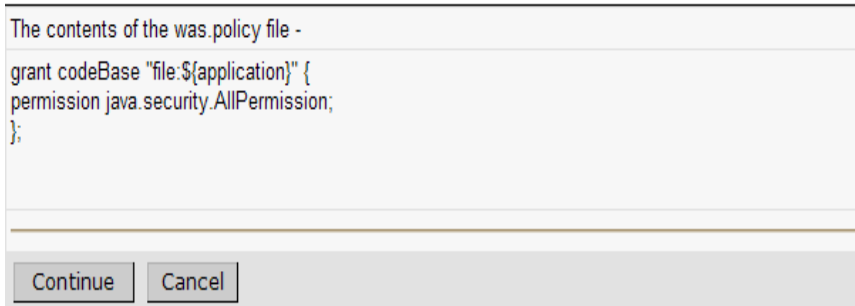 The contents of the was.policy file -
grant codeBase "file:${application}" {
permission java.security.AllPermission;
};
Continue Cancel